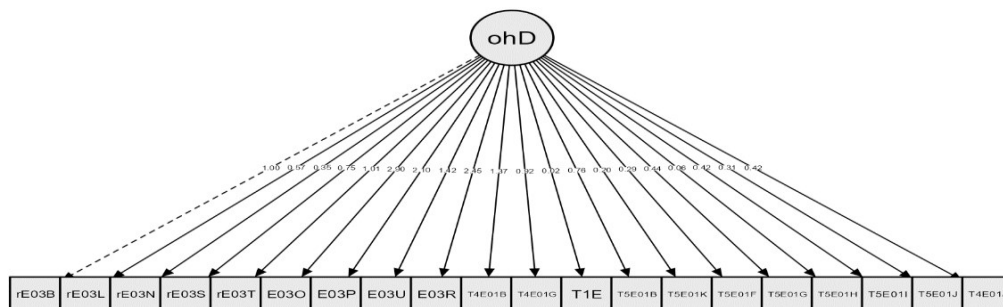 ohD
1.00 0.57 0.35 0.75 1.01 2.00 2.10 1.42 2.45 1.37 0.92 0.02 0.78 0.20 0.29 0.44 0.06 0.42 0.31 0.42
rE03B rE03L rE03N rE03S rE03T E03O E03P E03U E03R T4E01B T4E01G T1E T5E01B T5E01K T5E01F T5E01G T5E01H T5E01I T5E01J